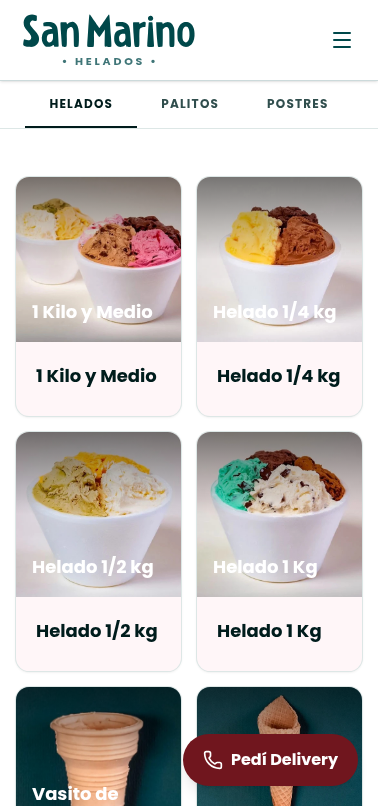 San Marino
• HELADOS •
HELADOS PALITOS POSTRES
1 Kilo y Medio
Helado 1/4 kg
1 Kilo y Medio
Helado 1/4 kg
Helado 1/2 kg
Helado 1 Kg
Helado 1/2 kg
Helado 1 Kg
Vasito de
Pedí Delivery